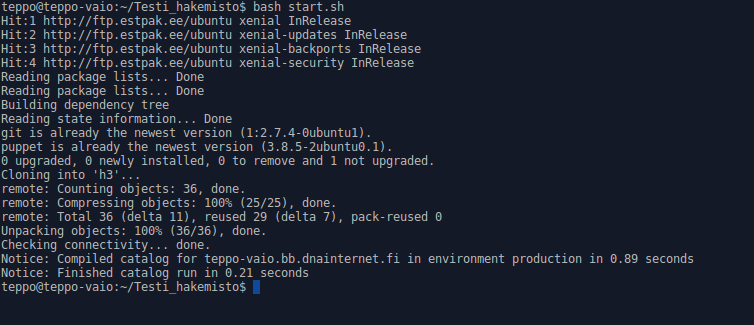 teppo@teppo-vaio:~/Testi_hakemisto$ bash start.sh
Hit:1 http://ftp.estpak.ee/ubuntu xenial InRelease
Hit:2 http://ftp.estpak.ee/ubuntu xenial-updates InRelease
Hit:3 http://ftp.estpak.ee/ubuntu xenial-backports InRelease
Hit:4 http://ftp.estpak.ee/ubuntu xenial-security InRelease
Reading package lists... Done
Reading package lists... Done
Building dependency tree
Reading state information... Done
git is already the newest version (1:2.7.4-0ubuntu1).
puppet is already the newest version (3.8.5-2ubuntu0.1).
0 upgraded, 0 newly installed, 0 to remove and 1 not upgraded.
Cloning into 'h3'...
remote: Counting objects: 36, done.
remote: Compressing objects: 100% (25/25), done.
remote: Total 36 (delta 11), reused 29 (delta 7), pack-reused 0
Unpacking objects: 100% (36/36), done.
Checking connectivity... done.
Notice: Compiled catalog for teppo-vaio.bb.dnainternet.fi in environment production in 0.89 seconds
Notice: Finished catalog run in 0.21 seconds
teppo@teppo-vaio:~/Testi_hakemisto$